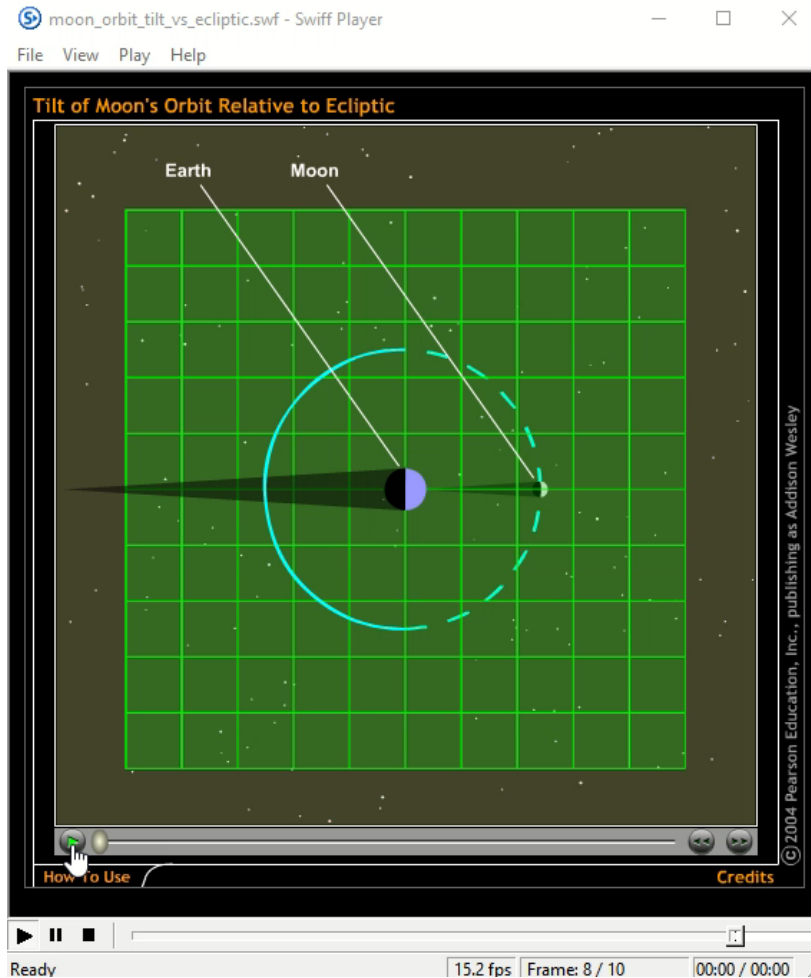 moon_orbit_tilt_vs_ecliptic.swf - Swiff Player
File View Play Help
Tilt of Moon's Orbit Relative to Ecliptic
Earth Moon
©2004 Pearson Education, Inc., publishing as Addison Wesley
How To Use Credits
Ready 15.2 fps Frame: 8 / 10 00:00 / 00:00